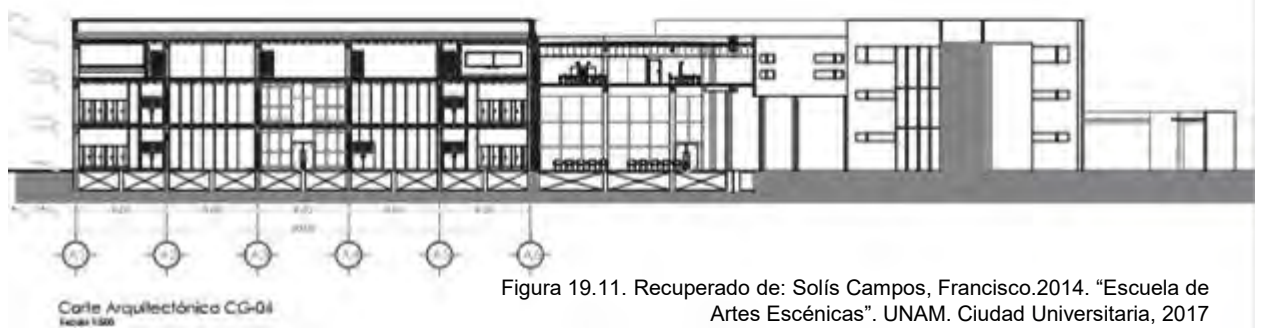 Corte Arquitectónico CG-04
Figura 19.11. Recuperado de: Solís Campos, Francisco.2014. “Escuela de
Artes Escénicas”. UNAM. Ciudad Universitaria, 2017